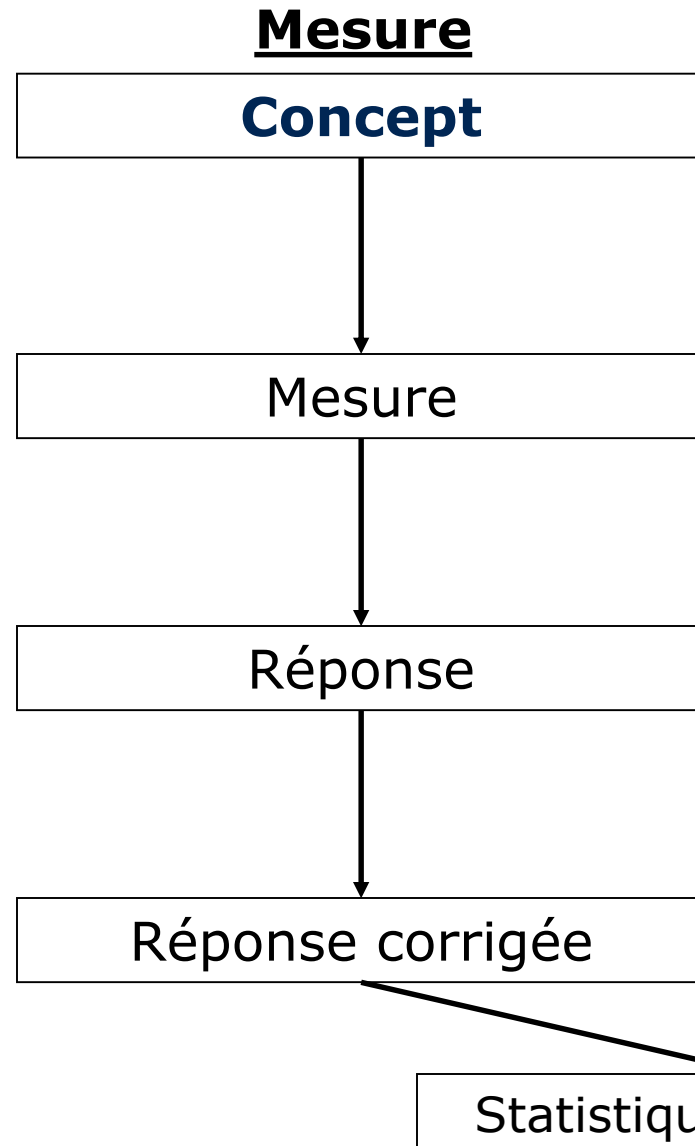 Mesure
Concept
Mesure
Réponse
Réponse corrigée
Statistiqu